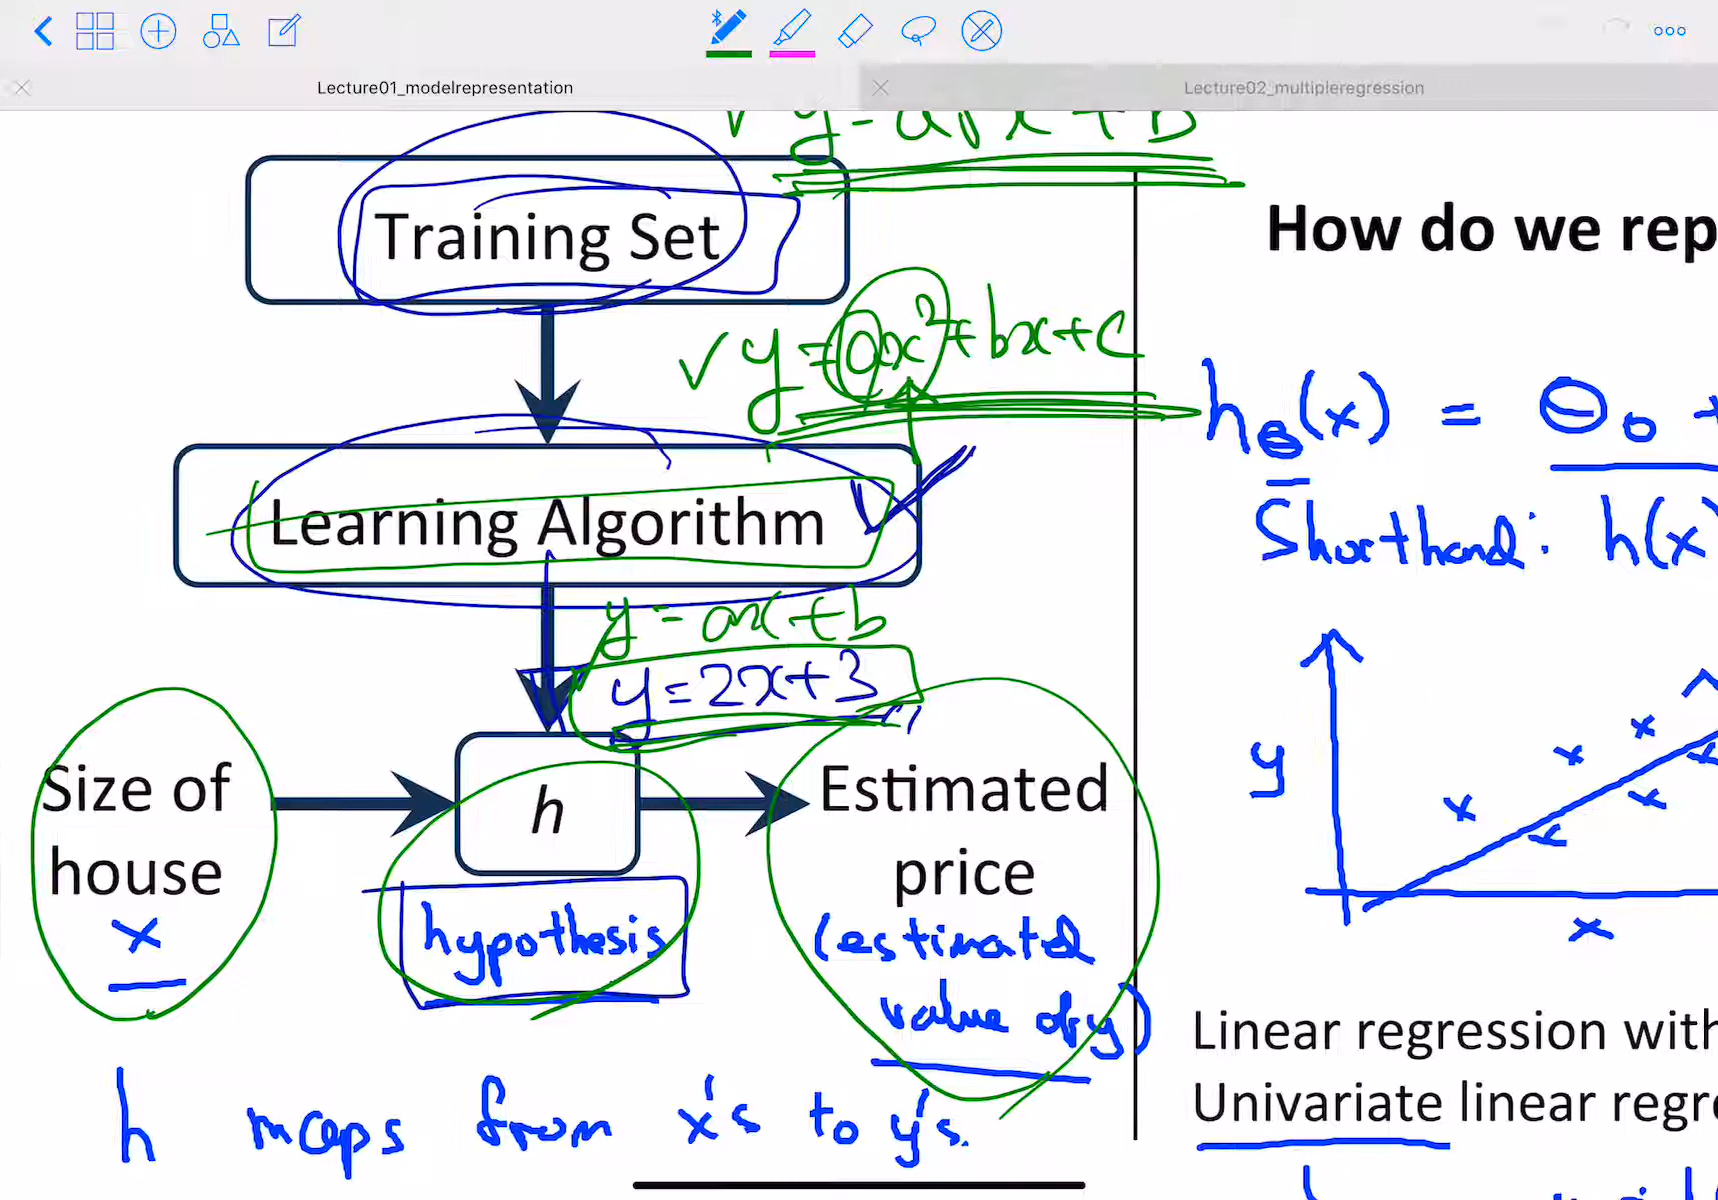 Lecture01_modelrepresentation
Lecture02_multipleregression
y = a√x + b
Training Set
y = ax² + bx + c
Learning Algorithm
y = ax + b
y = 2x + 3
Size of
house
x
h
hypothesis
Estimated
price
(estimated
value of y)
h maps from x's to y's.
How do we rep
hθ(x) = θ0 +
Shorthand: h(x)
y
x
Linear regression with
Univariate linear regre